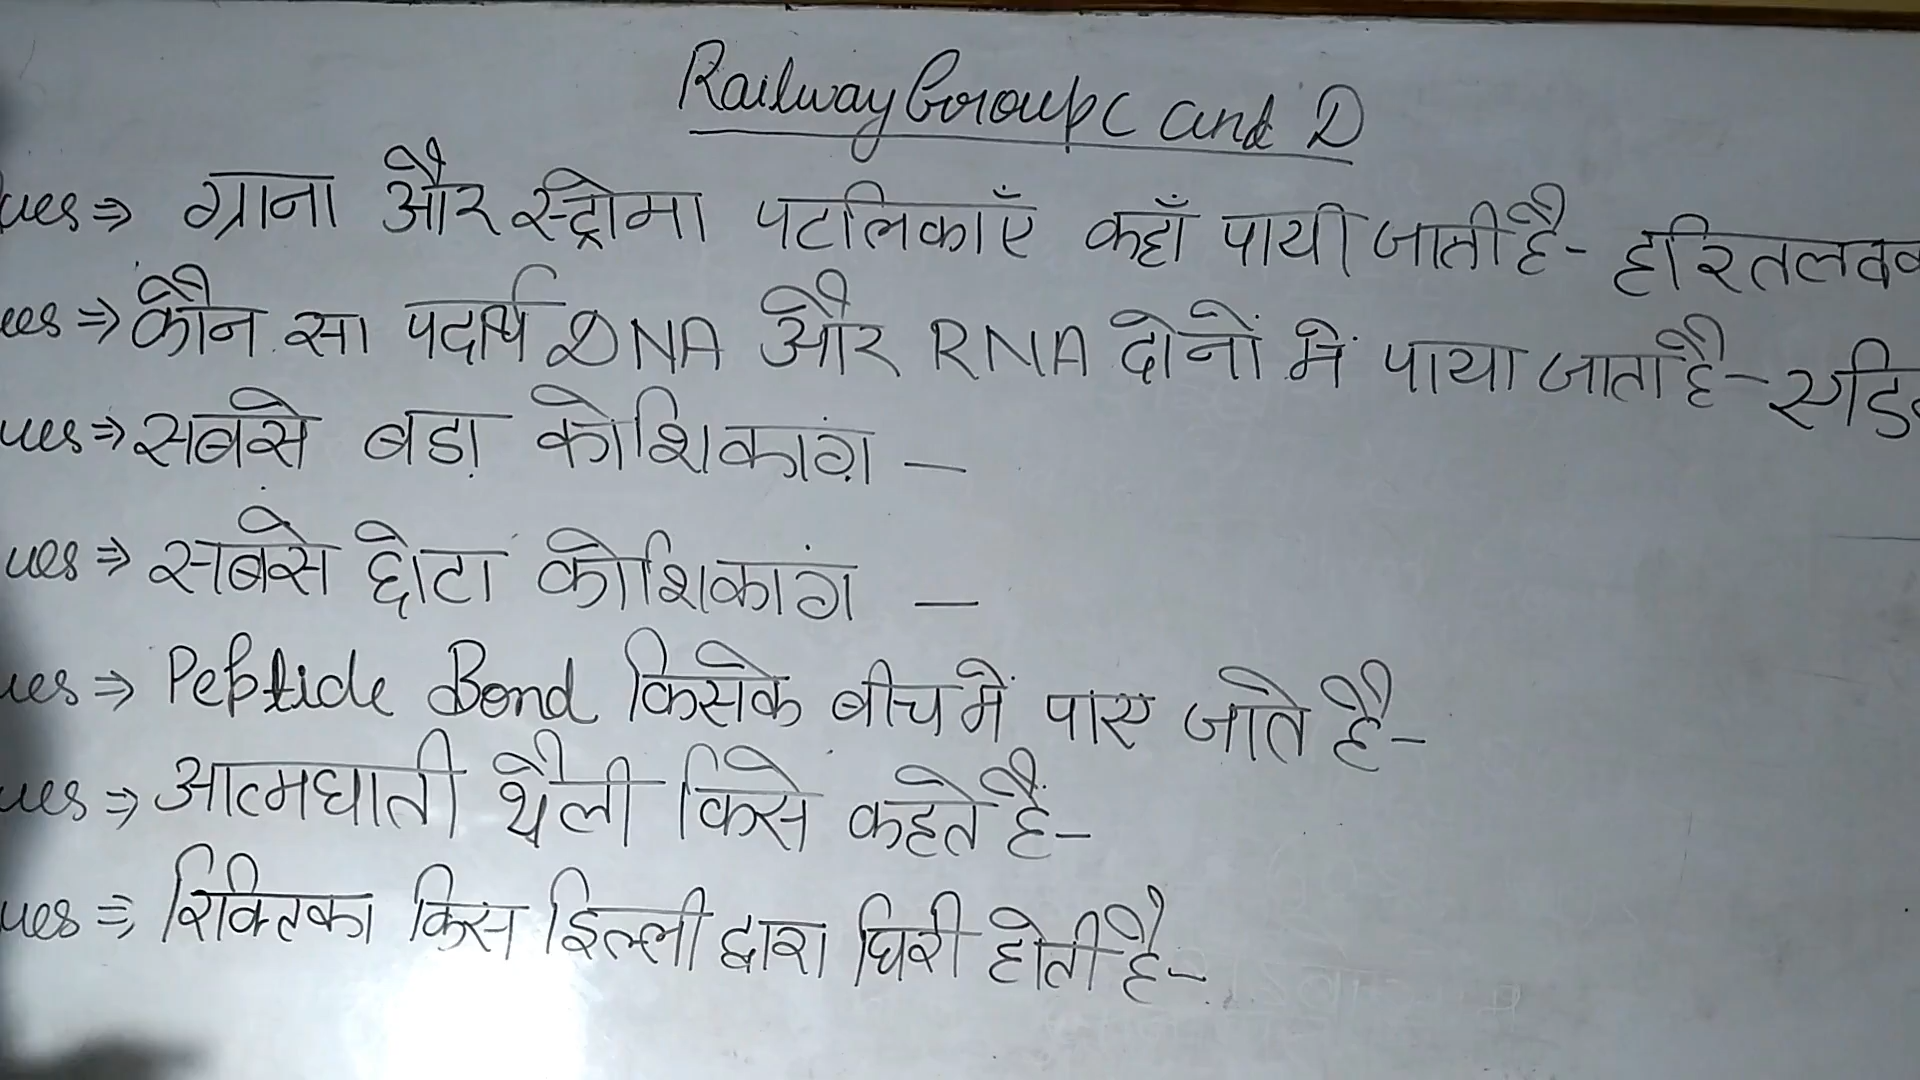 Railway Group C and D
ues ⇒ ग्राना और स्ट्रोमा पटलिकाएँ कहाँ पायी जाती है - हरितलवक
ues ⇒ कौन सा पदार्थ DNA और RNA दोनों में पाया जाता है -
ues ⇒ सबसे बडा़ कोशिकांग़ -
ues ⇒ सबसे छोटा कोशिकांग -
ues ⇒ Peptide Bond किसके बीच में पाए जाते है -
ues ⇒ आत्मघाती थैली किसे कहते हैं -
ues ⇒ रिक्तिका किस झिल्ली द्वारा घिरी होती है -